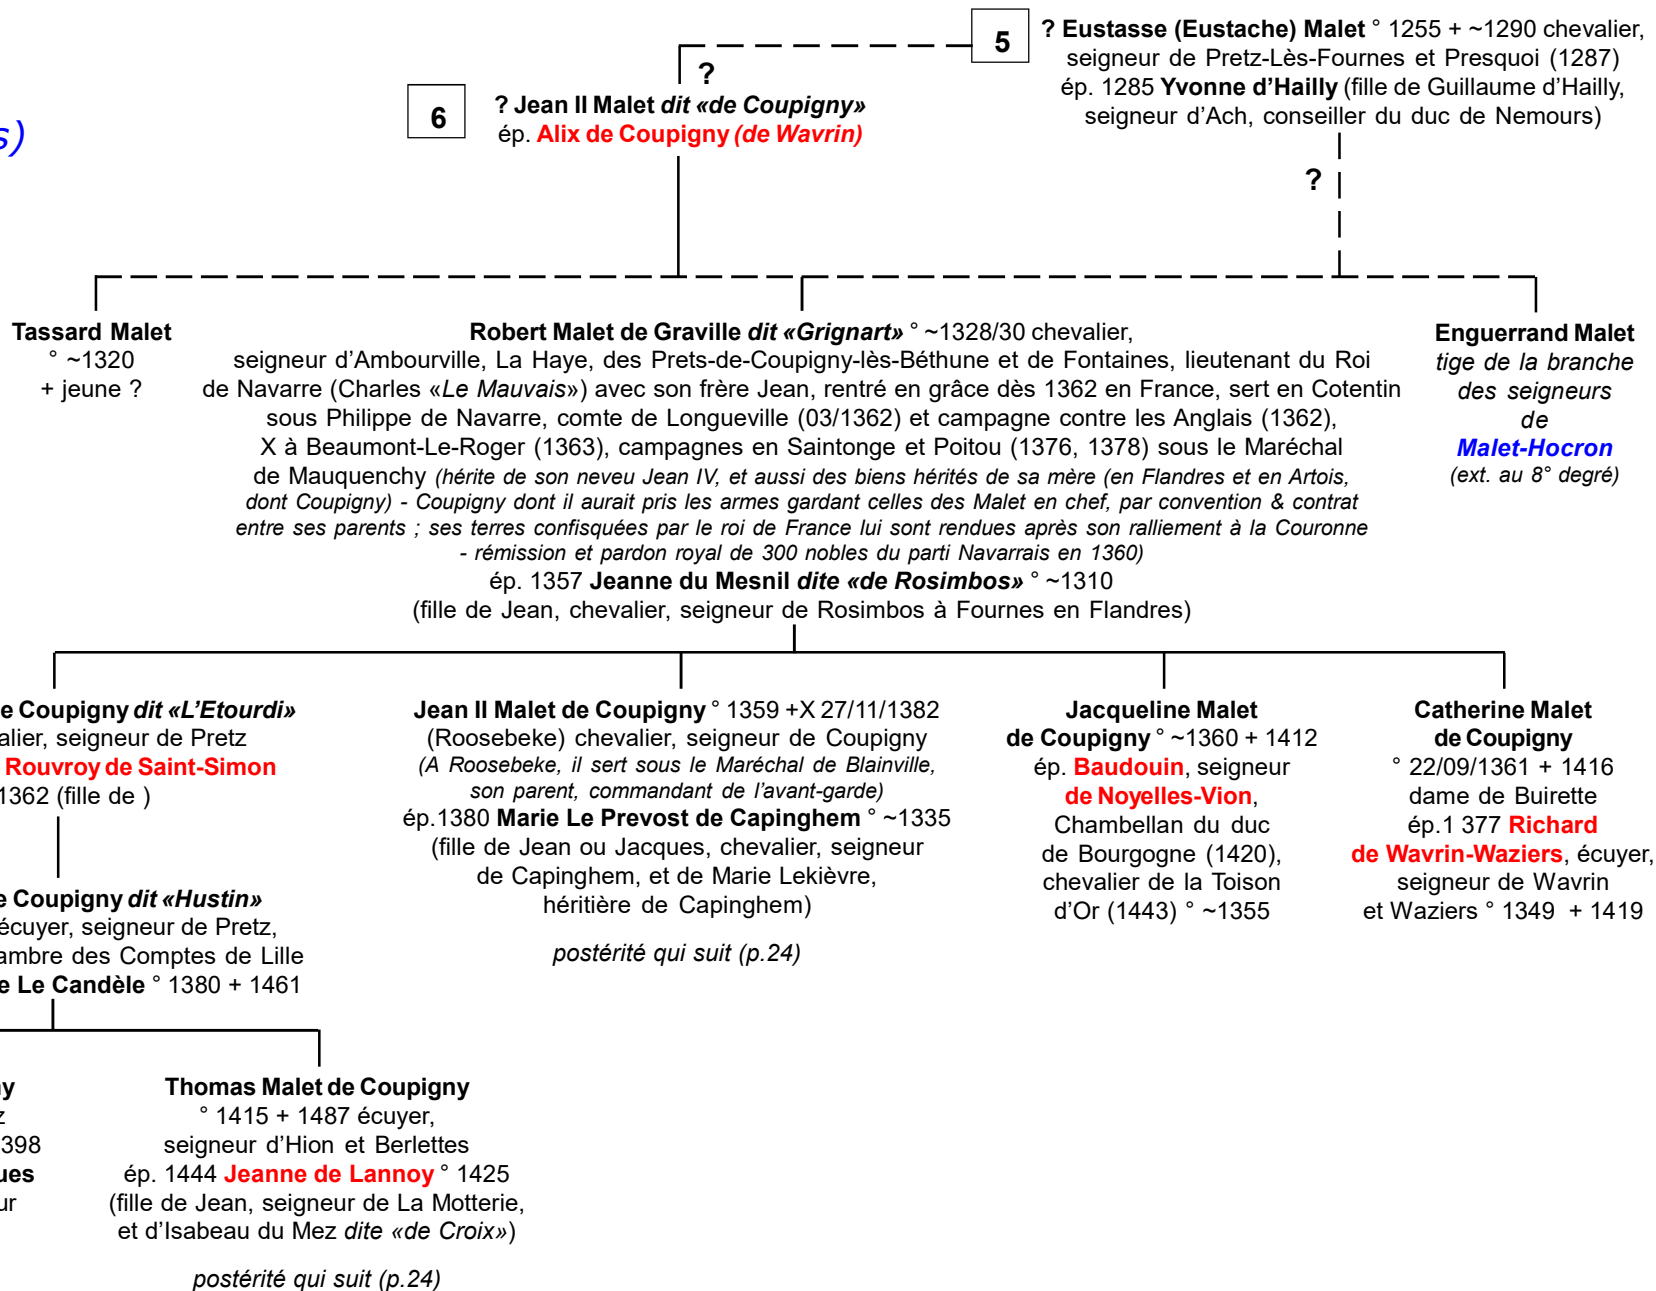 5
? Eustasse (Eustache) Malet ° 1255 + ~1290 chevalier,
seigneur de Pretz-Lès-Fournes et Presquoi (1287)
ép. 1285 Yvonne d’Hailly (fille de Guillaume d’Hailly,
seigneur d’Ach, conseiller du duc de Nemours)
?
6
? Jean II Malet dit «de Coupigny»
ép. Alix de Coupigny (de Wavrin)
s)
?
Tassard Malet
° ~1320
+ jeune ?
Robert Malet de Graville dit «Grignart» ° ~1328/30 chevalier,
seigneur d’Ambourville, La Haye, des Prets-de-Coupigny-lès-Béthune et de Fontaines, lieutenant du Roi
de Navarre (Charles «Le Mauvais») avec son frère Jean, rentré en grâce dès 1362 en France, sert en Cotentin
sous Philippe de Navarre, comte de Longueville (03/1362) et campagne contre les Anglais (1362),
X à Beaumont-Le-Roger (1363), campagnes en Saintonge et Poitou (1376, 1378) sous le Maréchal
de Mauquenchy (hérite de son neveu Jean IV, et aussi des biens hérités de sa mère (en Flandres et en Artois,
dont Coupigny) - Coupigny dont il aurait pris les armes gardant celles des Malet en chef, par convention & contrat
entre ses parents ; ses terres confisquées par le roi de France lui sont rendues après son ralliement à la Couronne
- rémission et pardon royal de 300 nobles du parti Navarrais en 1360)
ép. 1357 Jeanne du Mesnil dite «de Rosimbos» ° ~1310
(fille de Jean, chevalier, seigneur de Rosimbos à Fournes en Flandres)
Enguerrand Malet
tige de la branche
des seigneurs
de
Malet-Hocron
(ext. au 8° degré)
e Coupigny dit «L’Etourdi»
alier, seigneur de Pretz
Rouvroy de Saint-Simon
1362 (fille de )
Jean II Malet de Coupigny ° 1359 +X 27/11/1382
(Roosebeke) chevalier, seigneur de Coupigny
(A Roosebeke, il sert sous le Maréchal de Blainville,
son parent, commandant de l’avant-garde)
ép.1380 Marie Le Prevost de Capinghem ° ~1335
(fille de Jean ou Jacques, chevalier, seigneur
de Capinghem, et de Marie Lekièvre,
héritière de Capinghem)
postérité qui suit (p.24)
Jacqueline Malet
de Coupigny ° ~1360 + 1412
ép. Baudouin, seigneur
de Noyelles-Vion,
Chambellan du duc
de Bourgogne (1420),
chevalier de la Toison
d’Or (1443) ° ~1355
Catherine Malet
de Coupigny
° 22/09/1361 + 1416
dame de Buirette
ép.1 377 Richard
de Wavrin-Waziers, écuyer,
seigneur de Wavrin
et Waziers ° 1349 + 1419
e Coupigny dit «Hustin»
écuyer, seigneur de Pretz,
ambre des Comptes de Lille
e Le Candèle ° 1380 + 1461
y
z
398
ues
ur
Thomas Malet de Coupigny
° 1415 + 1487 écuyer,
seigneur d’Hion et Berlettes
ép. 1444 Jeanne de Lannoy ° 1425
(fille de Jean, seigneur de La Motterie,
et d’Isabeau du Mez dite «de Croix»)
postérité qui suit (p.24)